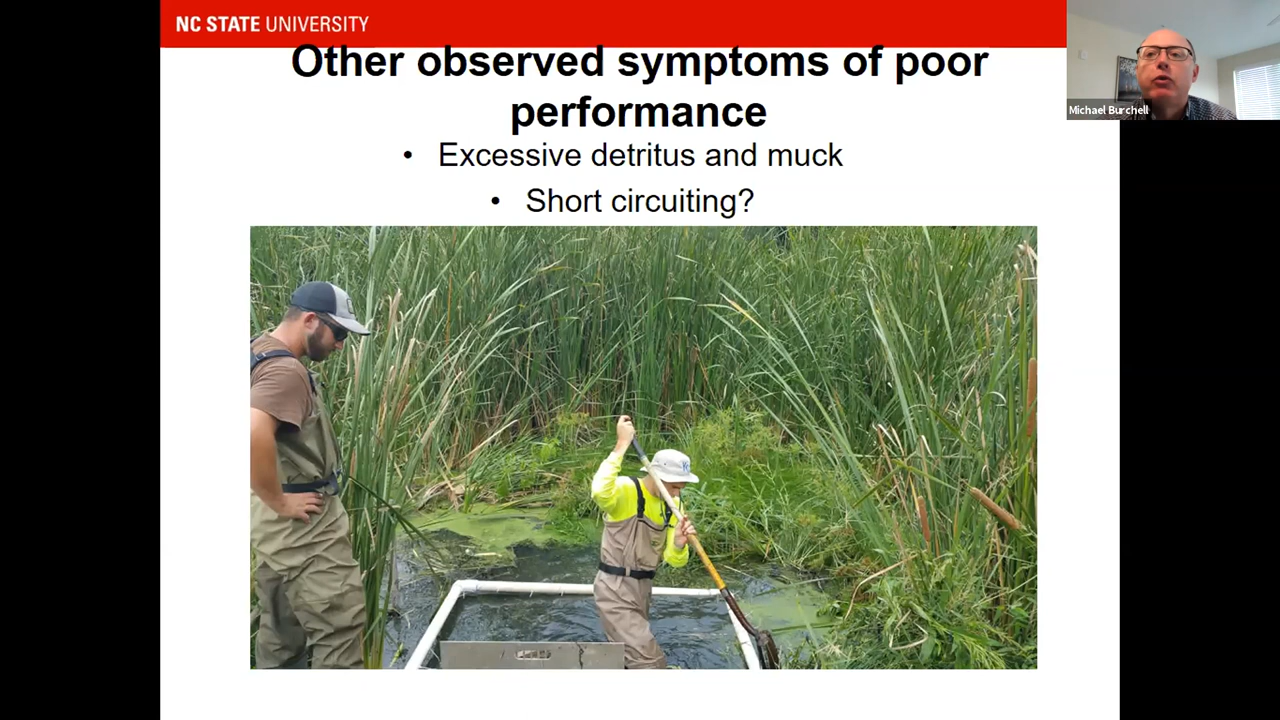 NC STATE UNIVERSITY
Other observed symptoms of poor
performance
• Excessive detritus and muck
• Short circuiting?
Michael Burchell